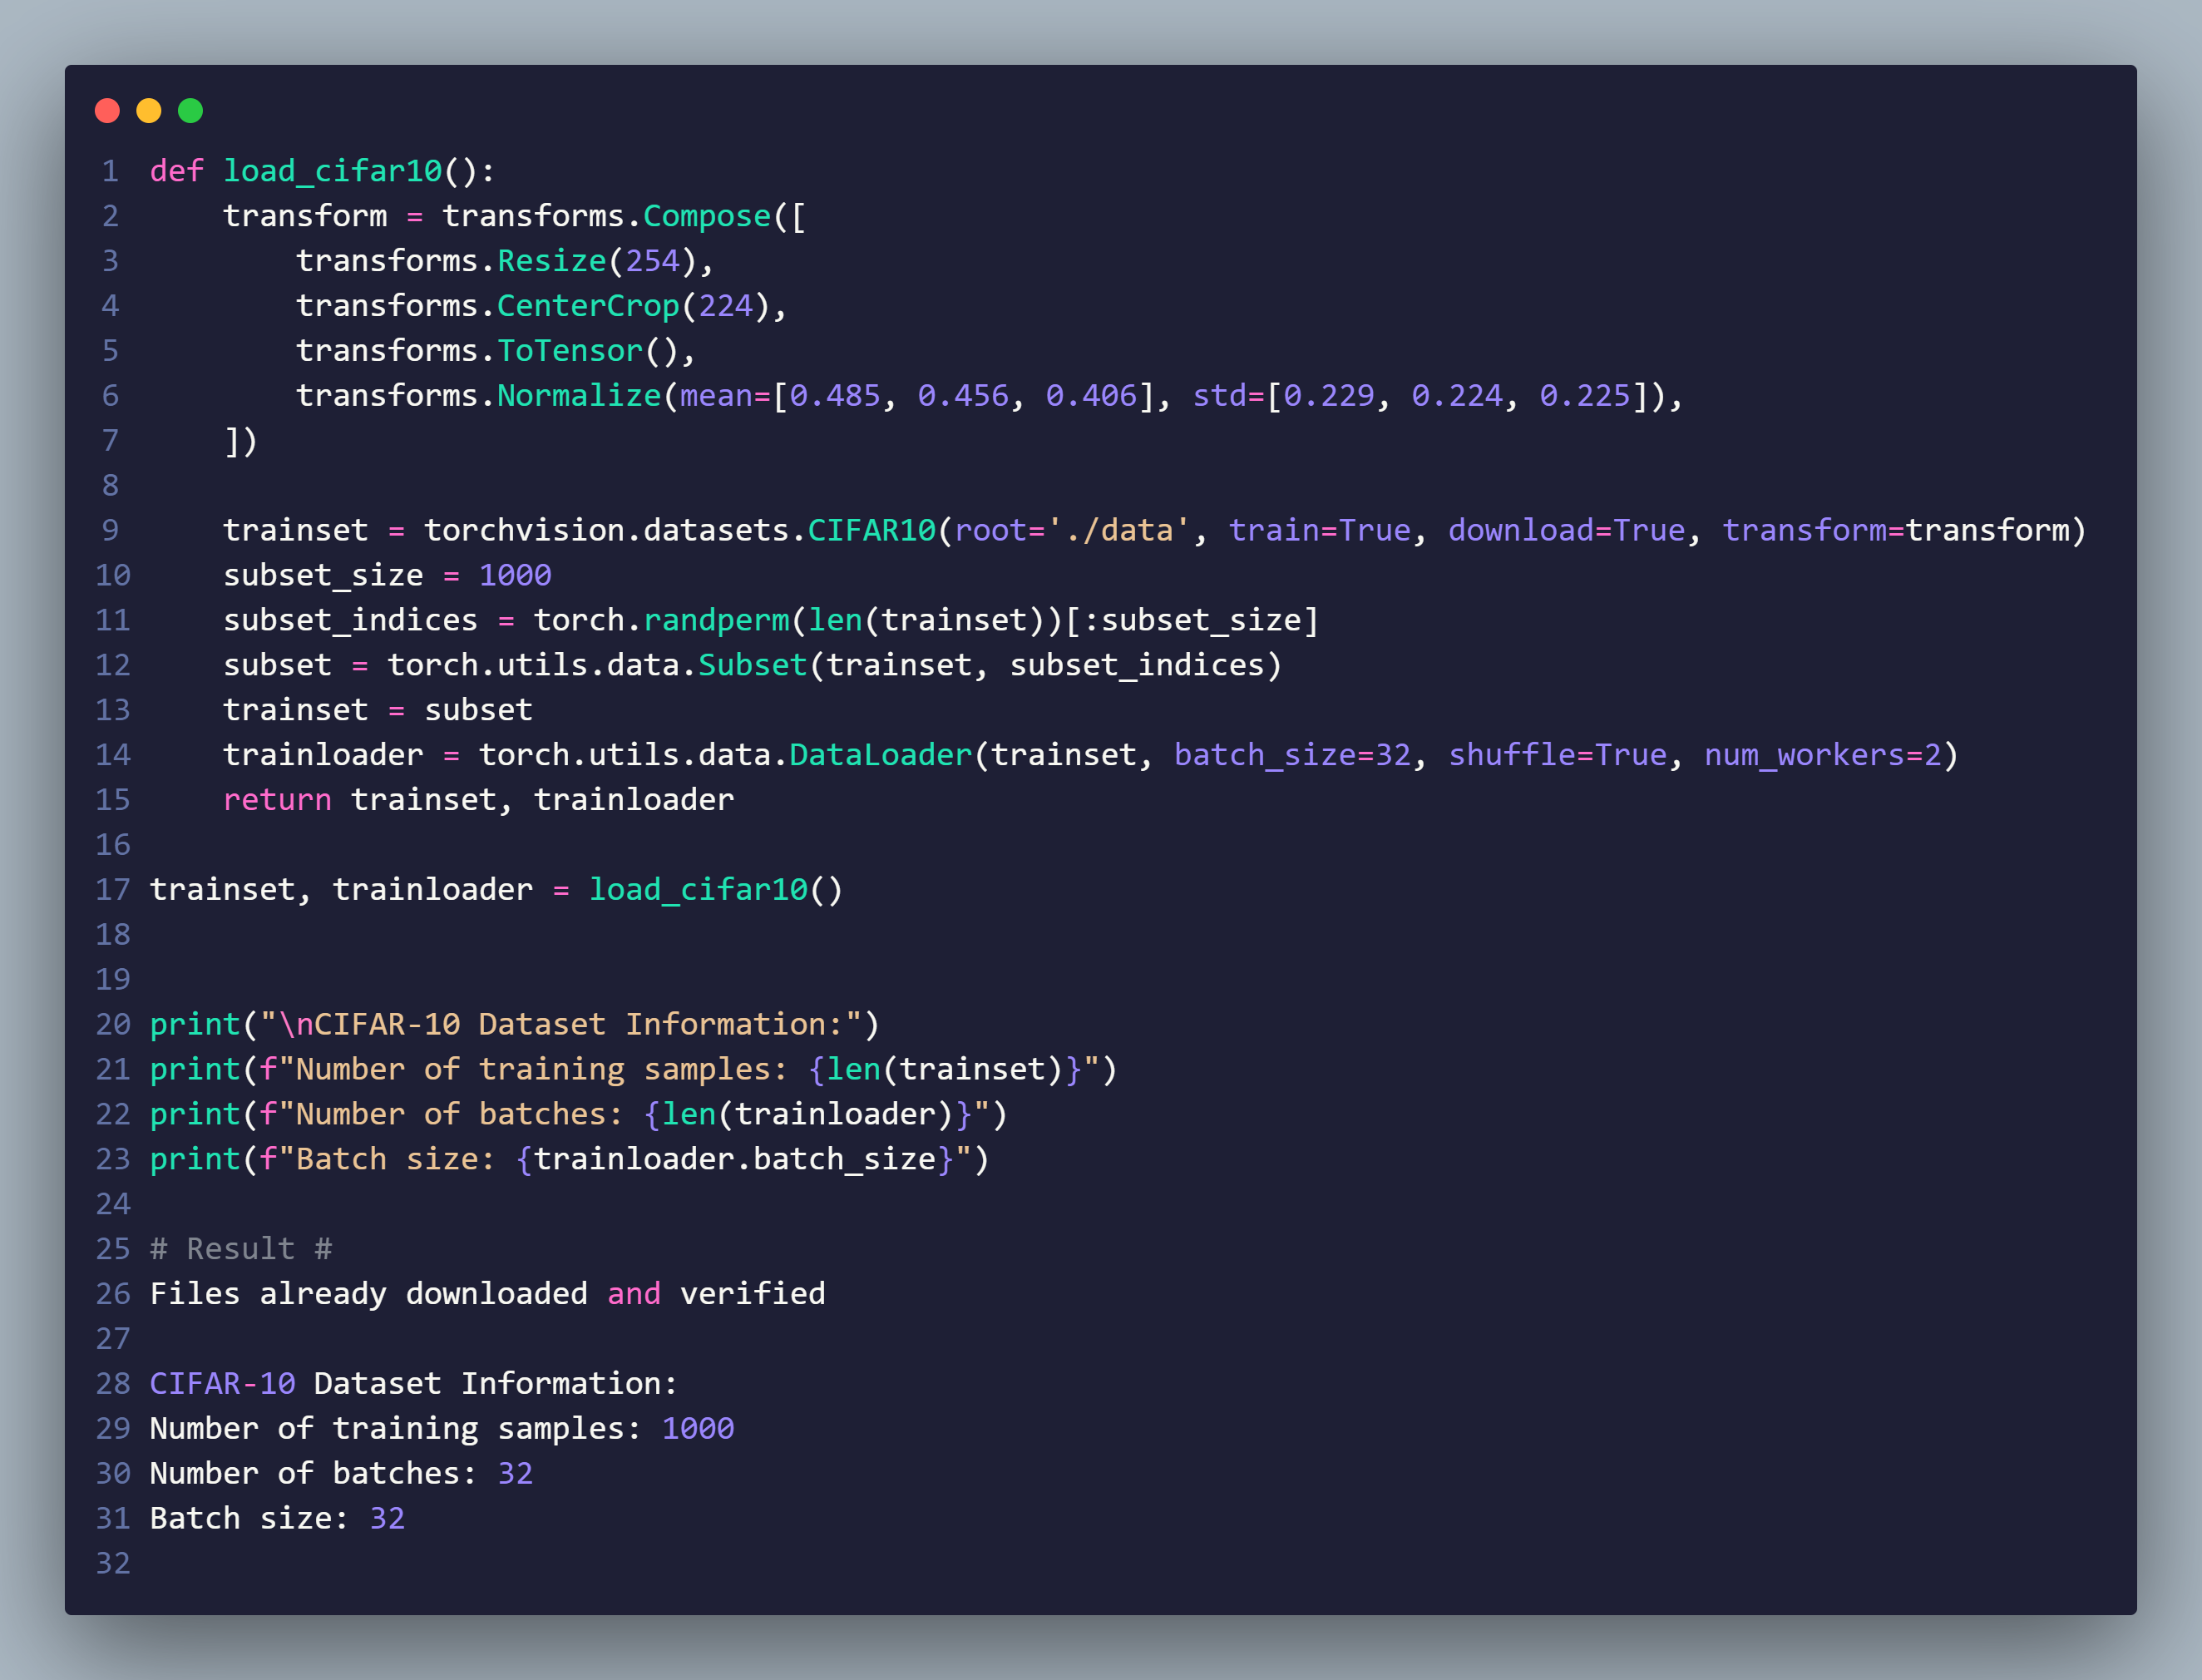 1 def load_cifar10():
2     transform = transforms.Compose([
3         transforms.Resize(254),
4         transforms.CenterCrop(224),
5         transforms.ToTensor(),
6         transforms.Normalize(mean=[0.485, 0.456, 0.406], std=[0.229, 0.224, 0.225]),
7     ])
8
9     trainset = torchvision.datasets.CIFAR10(root='./data', train=True, download=True, transform=transform)
10     subset_size = 1000
11     subset_indices = torch.randperm(len(trainset))[:subset_size]
12     subset = torch.utils.data.Subset(trainset, subset_indices)
13     trainset = subset
14     trainloader = torch.utils.data.DataLoader(trainset, batch_size=32, shuffle=True, num_workers=2)
15     return trainset, trainloader
16
17 trainset, trainloader = load_cifar10()
18
19
20 print("\nCIFAR-10 Dataset Information:")
21 print(f"Number of training samples: {len(trainset)}")
22 print(f"Number of batches: {len(trainloader)}")
23 print(f"Batch size: {trainloader.batch_size}")
24
25 # Result #
26 Files already downloaded and verified
27
28 CIFAR-10 Dataset Information:
29 Number of training samples: 1000
30 Number of batches: 32
31 Batch size: 32
32